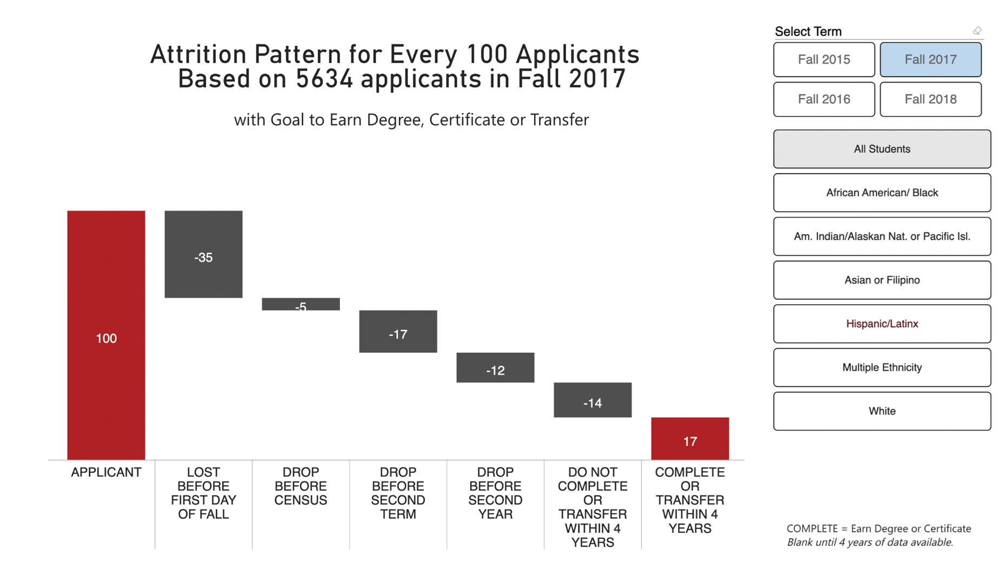 Attrition Pattern for Every 100 Applicants
Based on 5634 applicants in Fall 2017
with Goal to Earn Degree, Certificate or Transfer
100
-35
-5
-17
-12
-14
17
APPLICANT
LOST
BEFORE
FIRST DAY
OF FALL
DROP
BEFORE
CENSUS
DROP
BEFORE
SECOND
TERM
DROP
BEFORE
SECOND
YEAR
DO NOT
COMPLETE
OR
TRANSFER
WITHIN 4
YEARS
COMPLETE
OR
TRANSFER
WITHIN 4
YEARS
Select Term
Fall 2015
Fall 2017
Fall 2016
Fall 2018
All Students
African American/ Black
Am. Indian/Alaskan Nat. or Pacific Isl.
Asian or Filipino
Hispanic/Latinx
Multiple Ethnicity
White
COMPLETE = Earn Degree or Certificate
Blank until 4 years of data available.